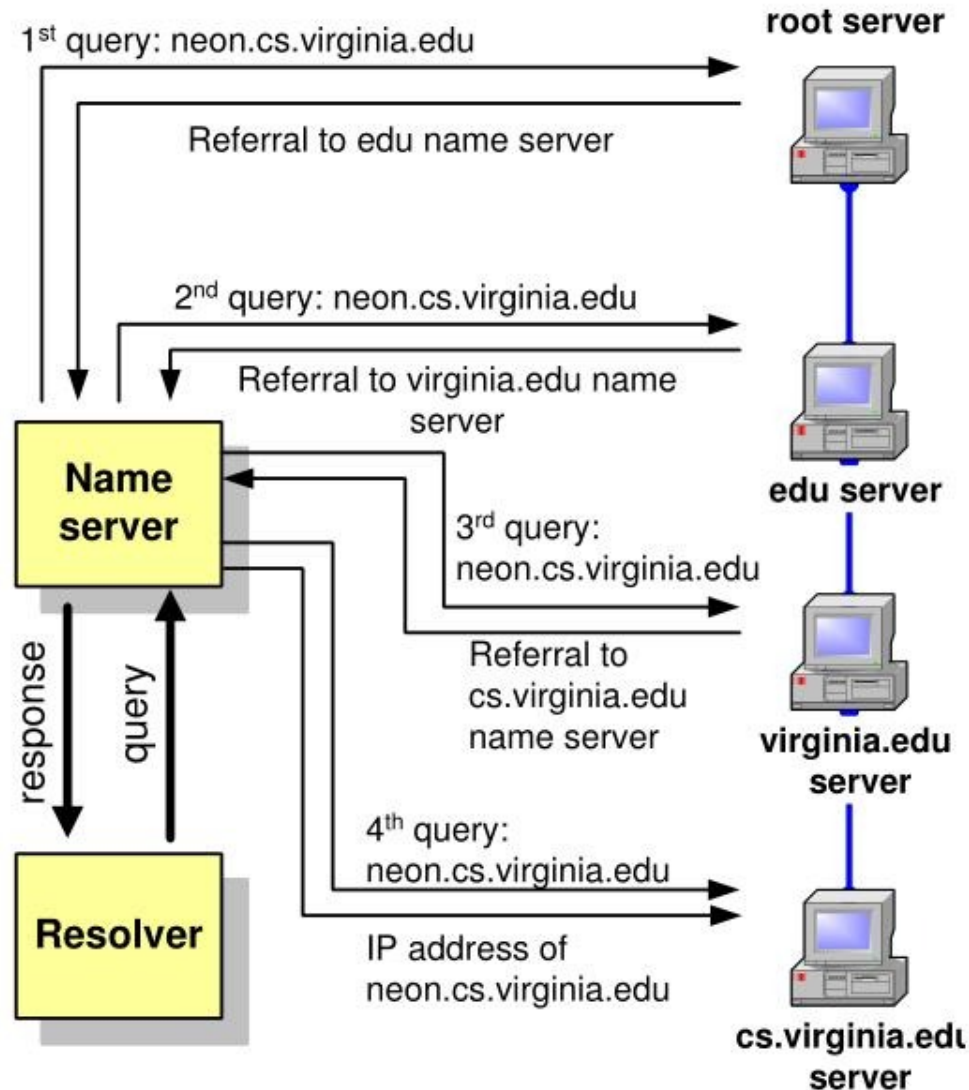 root server
1st query: neon.cs.virginia.edu
Referral to edu name server
2nd query: neon.cs.virginia.edu
Referral to virginia.edu name
server
edu server
Name
server
3rd query:
neon.cs.virginia.edu
Referral to
cs.virginia.edu
name server
virginia.edu
server
response
query
4th query:
neon.cs.virginia.edu
Resolver
IP address of
neon.cs.virginia.edu
cs.virginia.edu
server